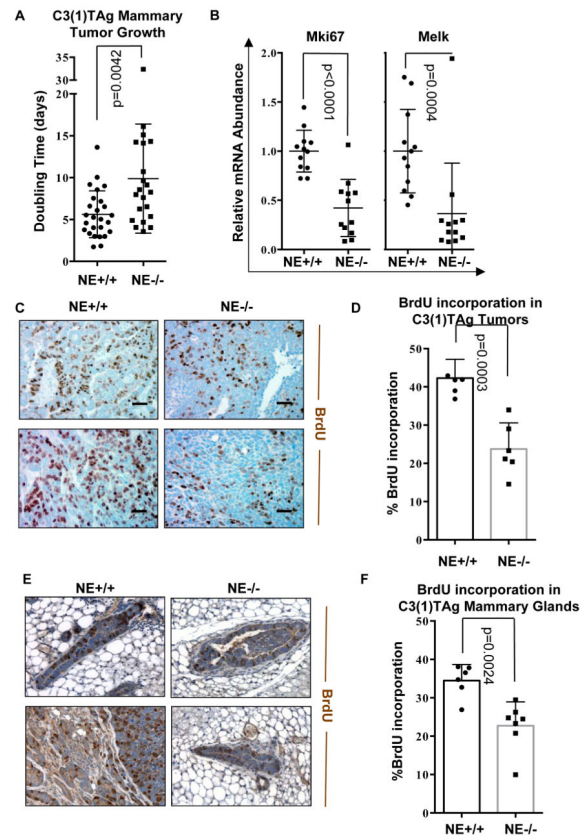 A
C3(1)TAg Mammary
Tumor Growth
p=0.0042
Doubling Time (days)
30
20
15
10
5
0
NE+/+ NE-/-
B
Mki67 Melk
p<0.0001
p=0.0004
Relative mRNA Abundance
2.0
1.5
1.0
0.5
0.0
NE+/+ NE-/- NE+/+ NE-/-
C
NE+/+ NE-/-
BrdU
D
BrdU incorporation in
C3(1)TAg Tumors
p=0.0003
% BrdU incorporation
50
40
30
20
10
0
NE+/+ NE-/-
E
NE+/+ NE-/-
BrdU
F
BrdU incorporation in
C3(1)TAg Mammary Glands
p=0.0024
%BrdU incorporation
50
40
30
20
10
0
NE+/+ NE-/-